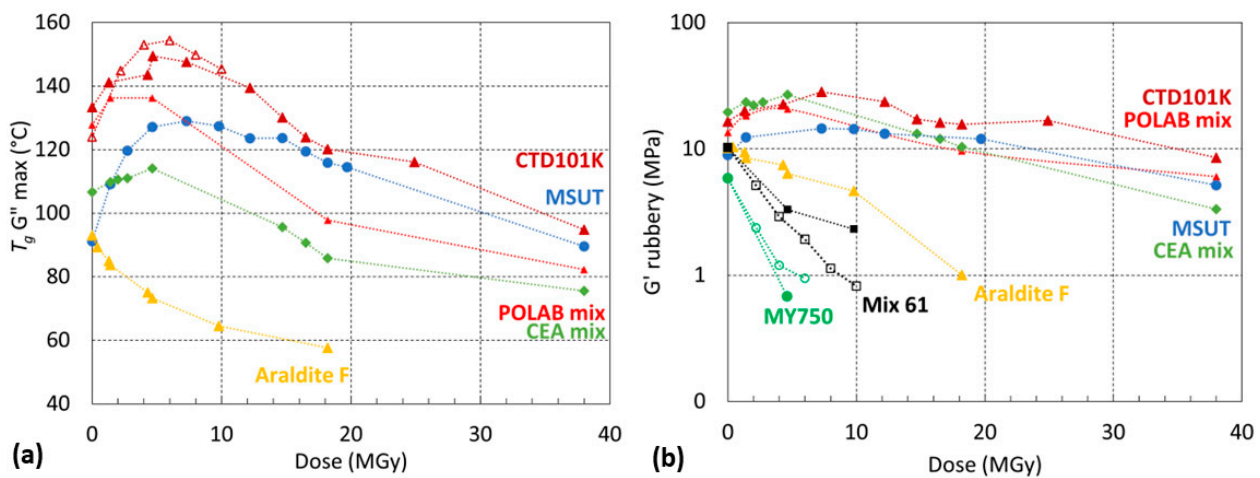 160
140
120
100
80
60
40
Tg G" max (°C)
CTD101K
MSUT
POLAB mix
CEA mix
Araldite F
0 10 20 30 40
Dose (MGy)
(a)
100
10
1
0
G' rubbery (MPa)
CTD101K
POLAB mix
MSUT
CEA mix
Araldite F
Mix 61
MY750
0 10 20 30 40
Dose (MGy)
(b)